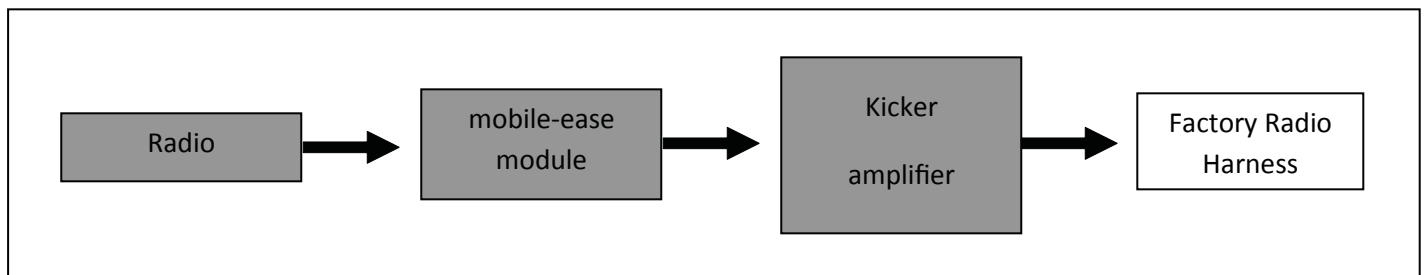 Radio
mobile-ease
module
Kicker
amplifier
Factory Radio
Harness